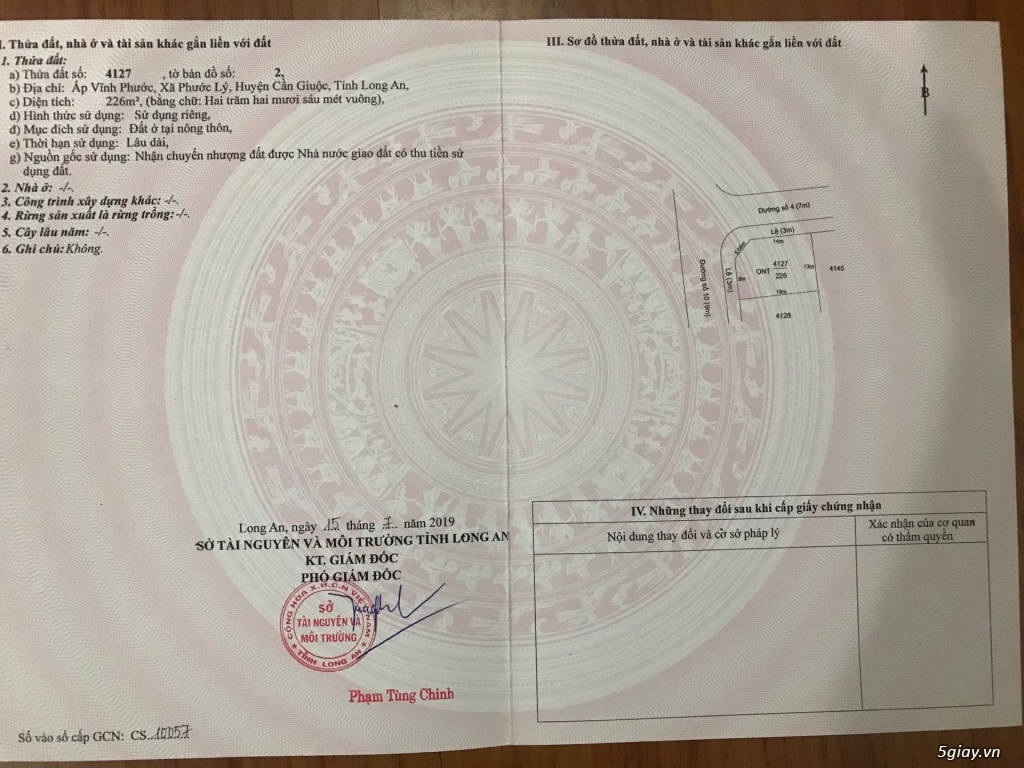 I. Thửa đất, nhà ở và tài sản khác gắn liền với đất
1. Thửa đất:
a) Thửa đất số: 4127 , tờ bản đồ số: 2,
b) Địa chỉ: Ấp Vĩnh Phước, Xã Phước Lý, Huyện Cần Giuộc, Tỉnh Long An,
c) Diện tích: 226m², (bằng chữ: Hai trăm hai mươi sáu mét vuông),
d) Hình thức sử dụng: Sử dụng riêng,
đ) Mục đích sử dụng: Đất ở tại nông thôn,
e) Thời hạn sử dụng: Lâu dài,
g) Nguồn gốc sử dụng: Nhận chuyển nhượng đất được Nhà nước giao đất có thu tiền sử
dụng đất.
2. Nhà ở: -/-.
3. Công trình xây dựng khác: -/-.
4. Rừng sản xuất là rừng trồng:-/-.
5. Cây lâu năm: -/-.
6. Ghi chú: Không.
Long An, ngày 15 tháng 7 năm 2019
SỞ TÀI NGUYÊN VÀ MÔI TRƯỜNG TỈNH LONG AN
KT. GIÁM ĐỐC
PHÓ GIÁM ĐỐC
CỘNG HÒA X.H.C.N VIỆT NAM
SỞ
TÀI NGUYÊN VÀ
MÔI TRƯỜNG
TỈNH LONG AN
Phạm Tùng Chinh
Số vào sổ cấp GCN: CS 10057
III. Sơ đồ thửa đất, nhà ở và tài sản khác gắn liền với đất
B
Đường số 4 (7m)
Lề (3m)
14m
4127
ONT
226
13m
4145
9m
Lề (3m)
Đường số 10 (9m)
18m
4128
IV. Những thay đổi sau khi cấp giấy chứng nhận
Nội dung thay đổi và cơ sở pháp lý
Xác nhận của cơ quan
có thẩm quyền
5giay.vn